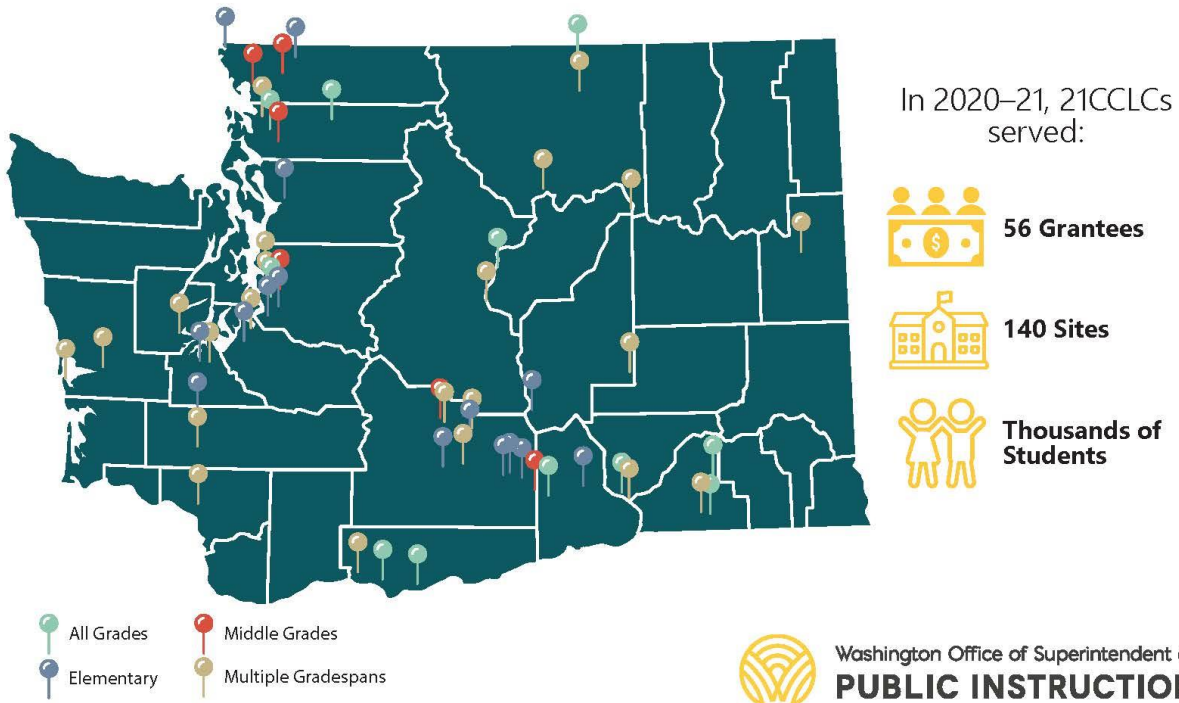 In 2020–21, 21CCLCs
served:
56 Grantees
$
140 Sites
Thousands of
Students
All Grades
Middle Grades
Elementary
Multiple Gradespans
Washington Office of Superintendent
PUBLIC INSTRUCTION